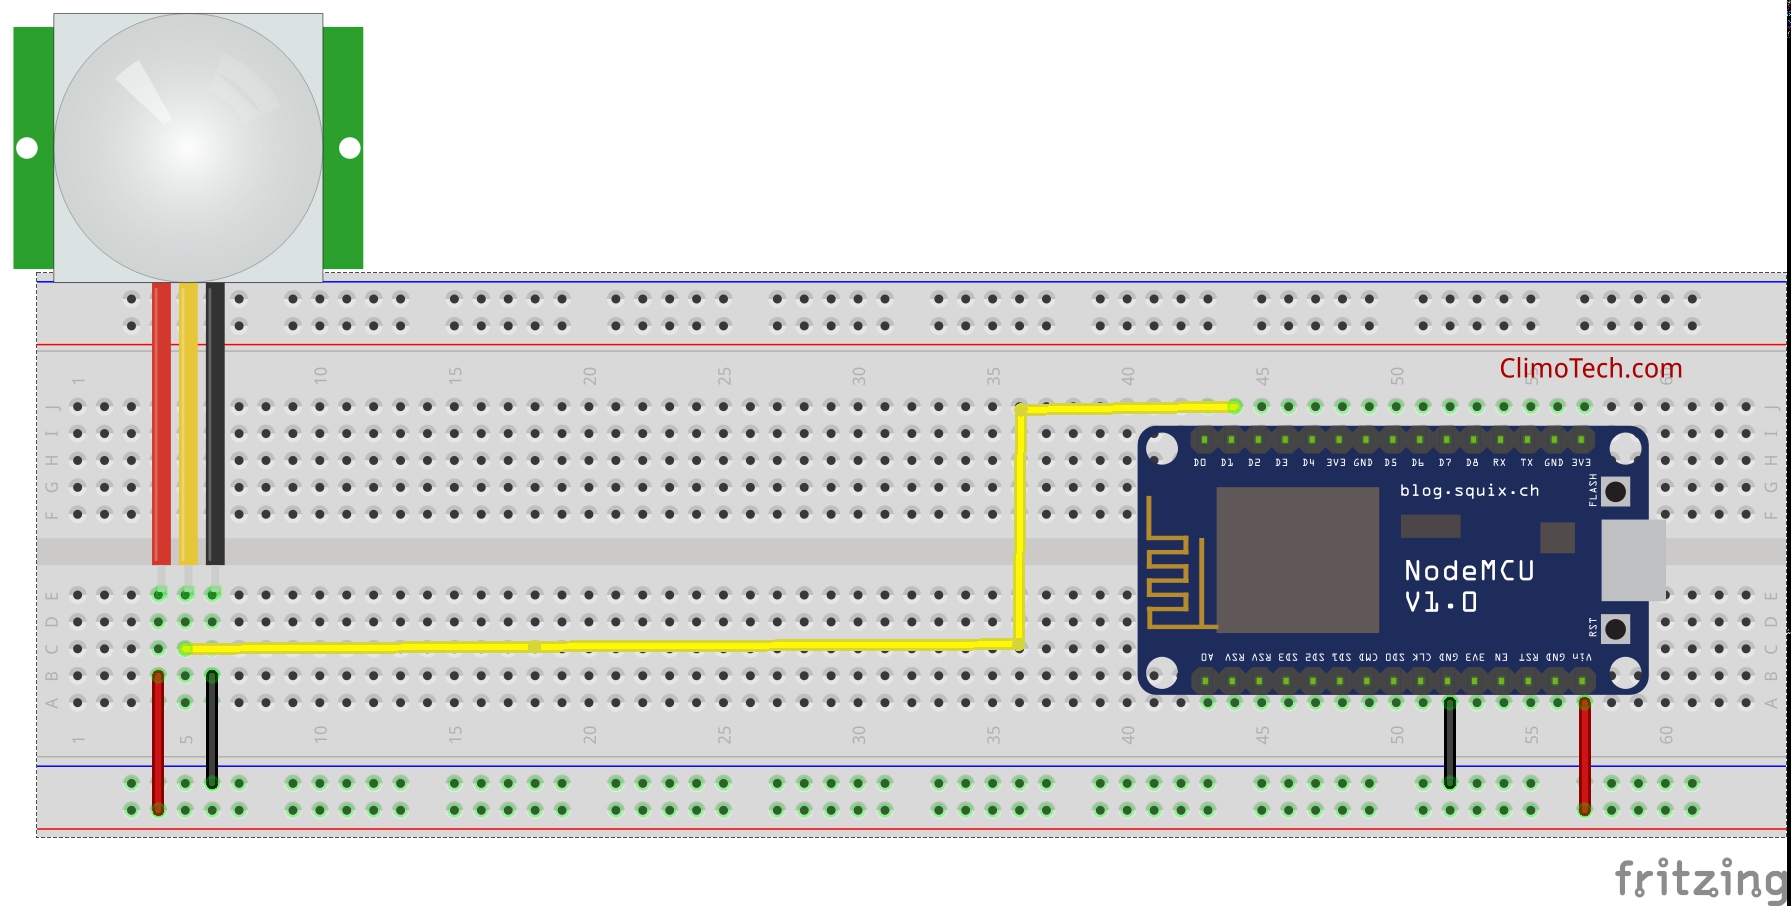 1 10 15 20 25 30 35 40 45 50 55 60
ClimoTech.com
J J
I I
H H
G G
F F
D0 D1 D2 D3 D4 3V3 GND D5 D6 D7 D8 RX TX GND 3V3
FLASH
blog.squix.ch
NodeMCU
V1.0
RST
E E
D D
C C
B B
A A
A0 RSV RSV SD3 SD2 SD1 CMD SD0 CLK GND 3V3 EN RST GND Vin
1 5 10 15 20 25 30 35 40 45 50 55 60
fritzing